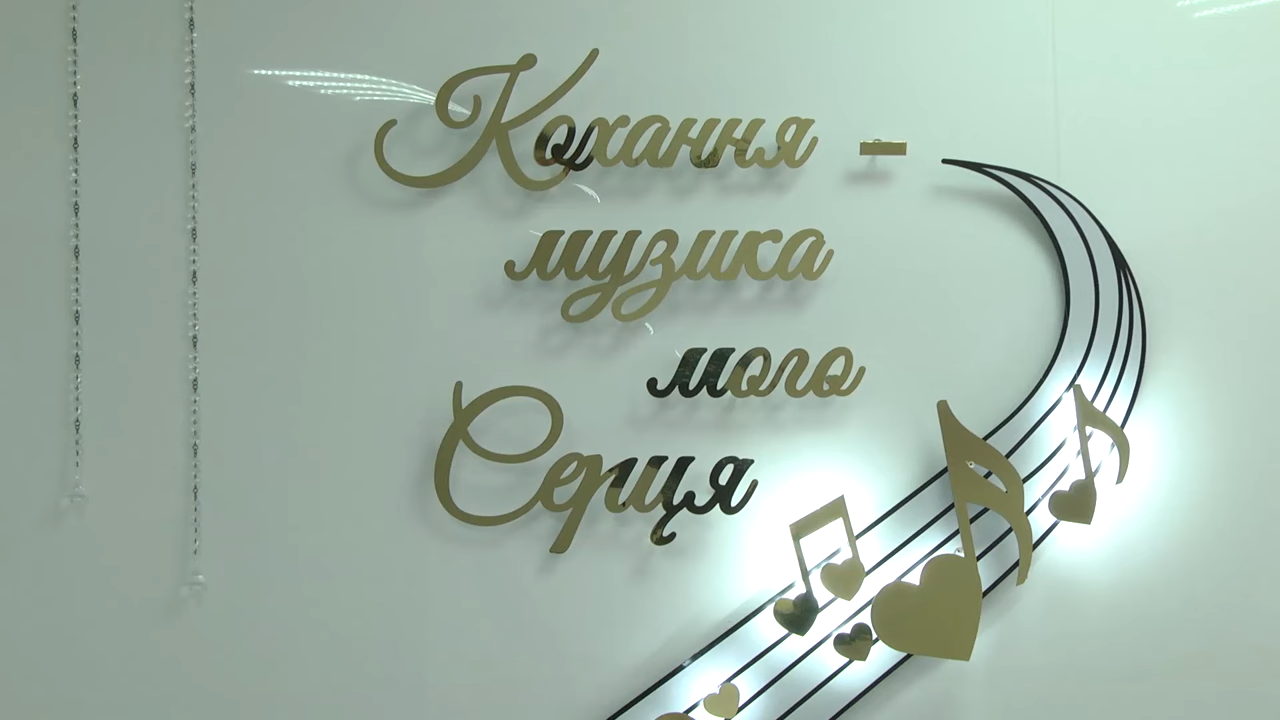 Кохання –
музика
мого
Серця